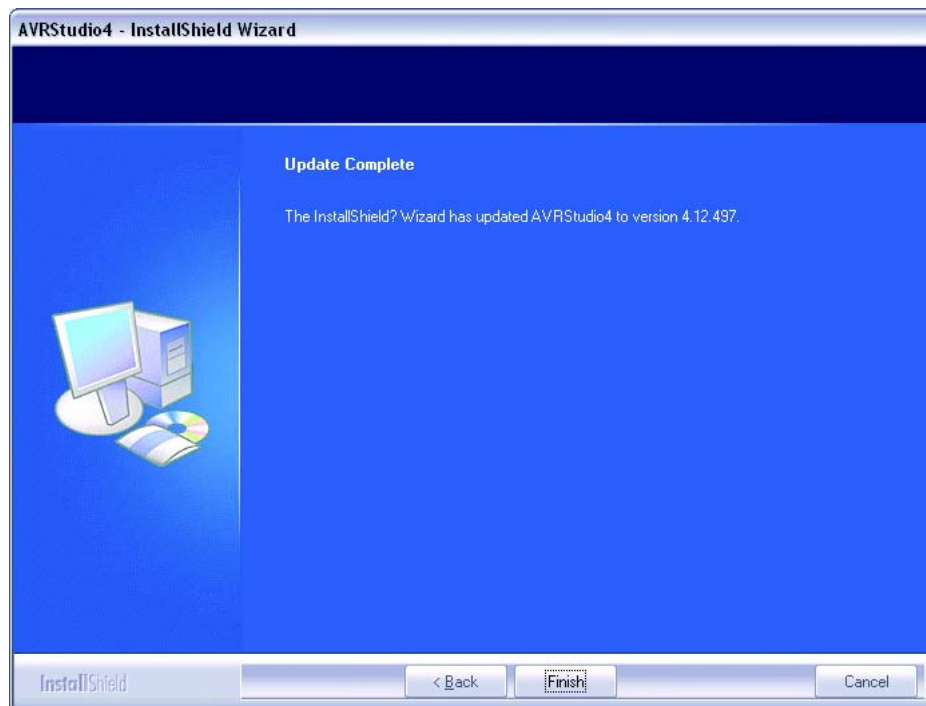 AVRStudio4 - InstallShield Wizard
Update Complete
The InstallShield? Wizard has updated AVRStudio4 to version 4.12.497.
InstallShield
< Back
Finish
Cancel